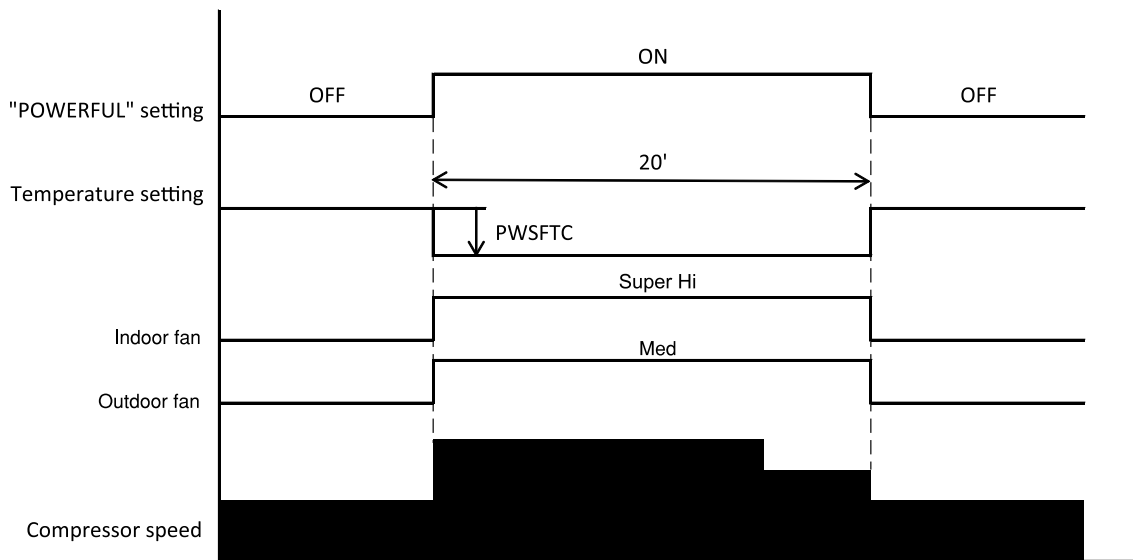 ON
OFF
OFF
"POWERFUL" setting
20'
Temperature setting
PWSFTC
Super Hi
Indoor fan
Med
Outdoor fan
Compressor speed